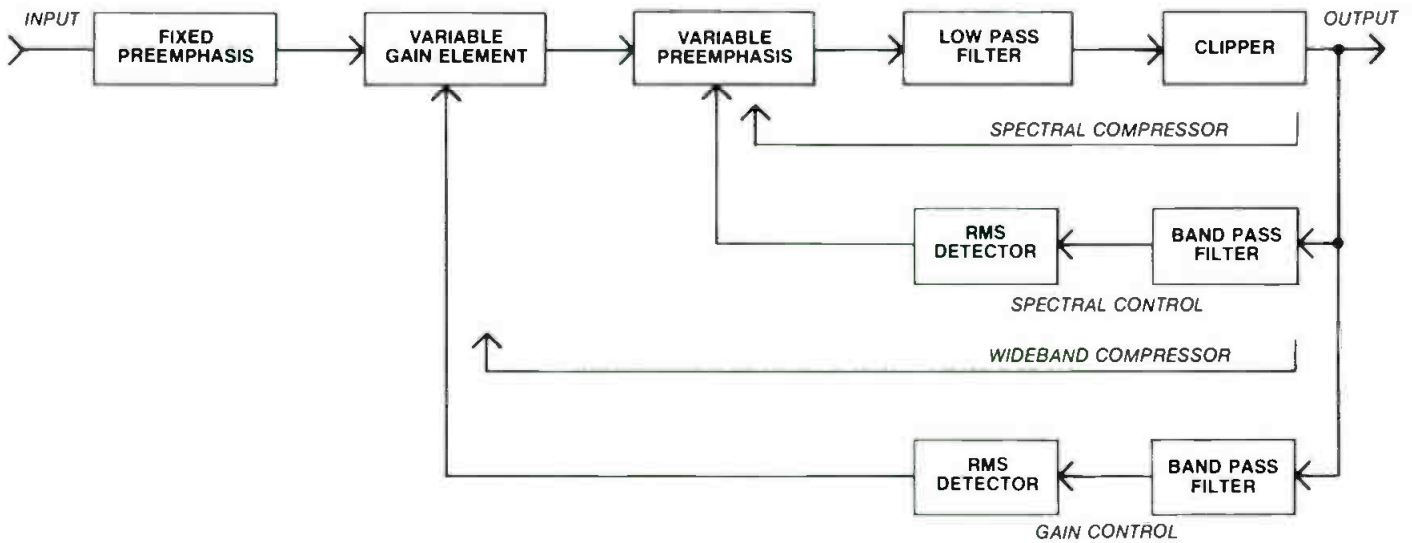 INPUT
OUTPUT
FIXED
PREEMPHASIS
VARIABLE
GAIN ELEMENT
VARIABLE
PREEMPHASIS
LOW PASS
FILTER
CLIPPER
SPECTRAL COMPRESSOR
RMS
DETECTOR
BAND PASS
FILTER
SPECTRAL CONTROL
WIDEBAND COMPRESSOR
RMS
DETECTOR
BAND PASS
FILTER
GAIN CONTROL